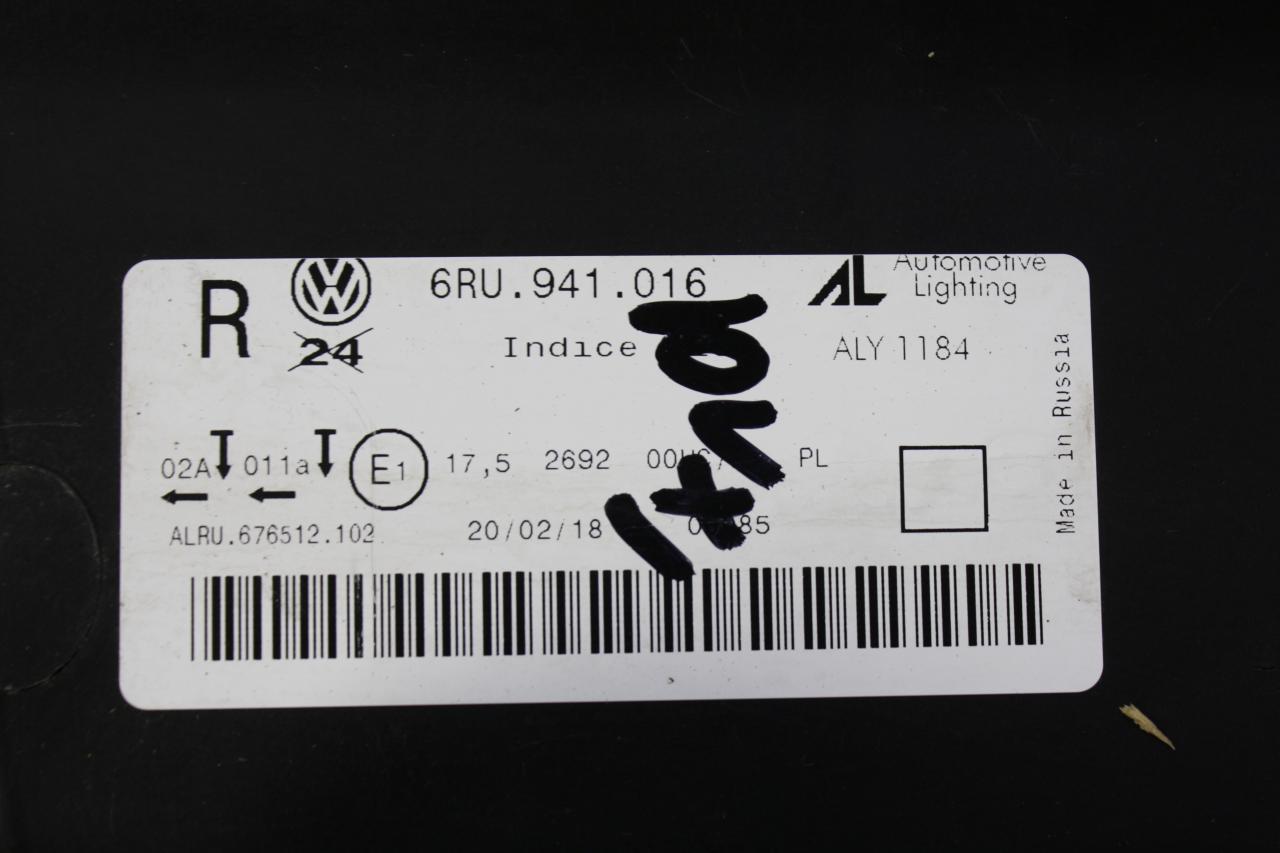 R 6RU.941.016 AL Automotive
Lighting
24 Indice ALY 1184
Made in Russia
02A 011a E1 17,5 2692 PL
ALRU.676512.102 20/02/18